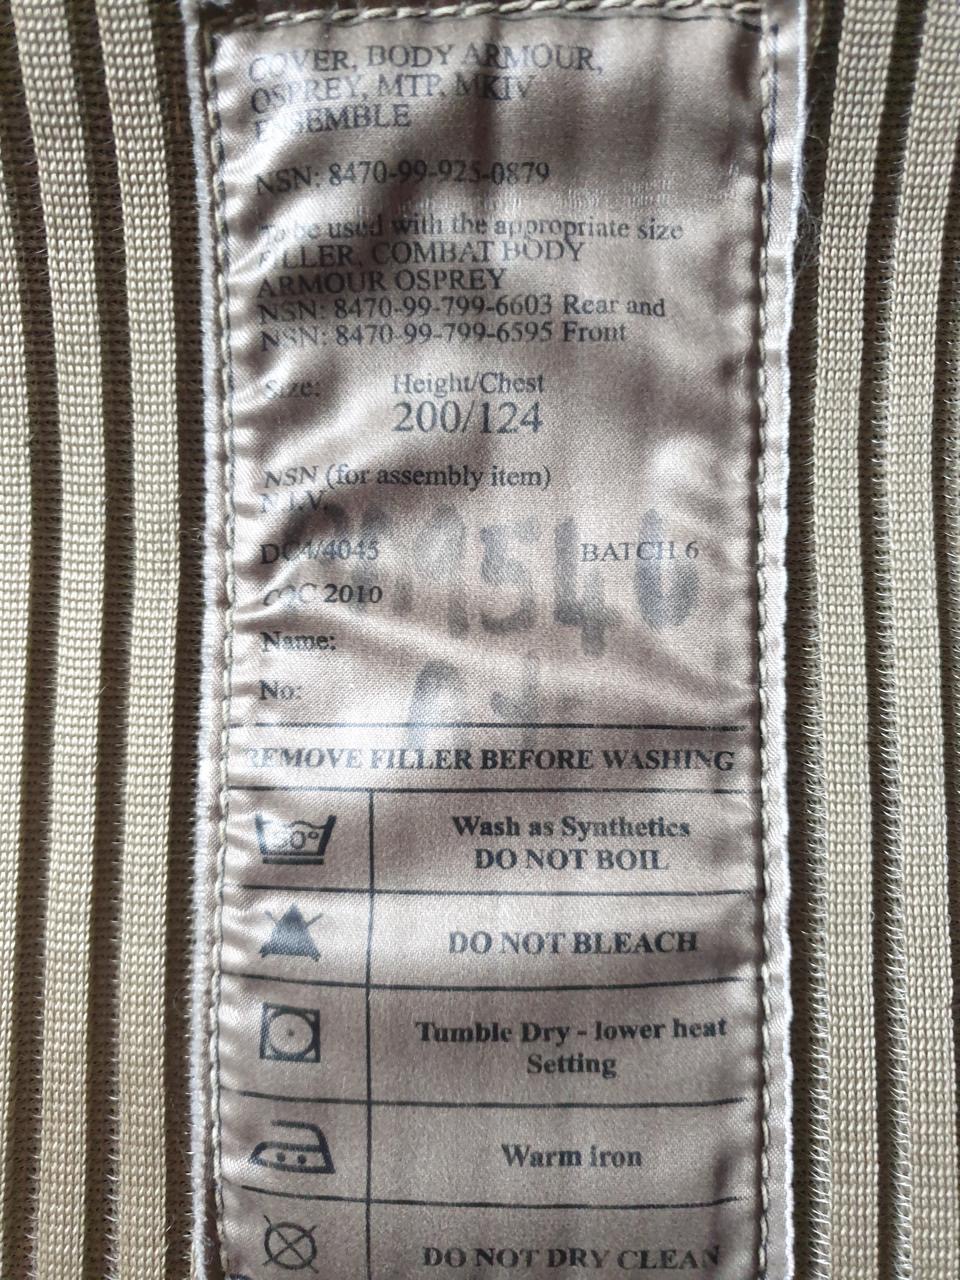 COVER, BODY ARMOUR,
OSPREY, MTP, MKIV
ENSEMBLE
NSN: 8470-99-925-0879
To be used with the appropriate size
FILLER, COMBAT BODY
ARMOUR OSPREY
NSN: 8470-99-799-6603 Rear and
NSN: 8470-99-799-6595 Front
Size: Height/Chest
200/124
NSN (for assembly item)
N.I.V.
DC4/4045 BATCH 6
C&C 2010
Name:
No:
REMOVE FILLER BEFORE WASHING
Wash as Synthetics
DO NOT BOIL
DO NOT BLEACH
Tumble Dry - lower heat
Setting
Warm iron
DO NOT DRY CLEAN